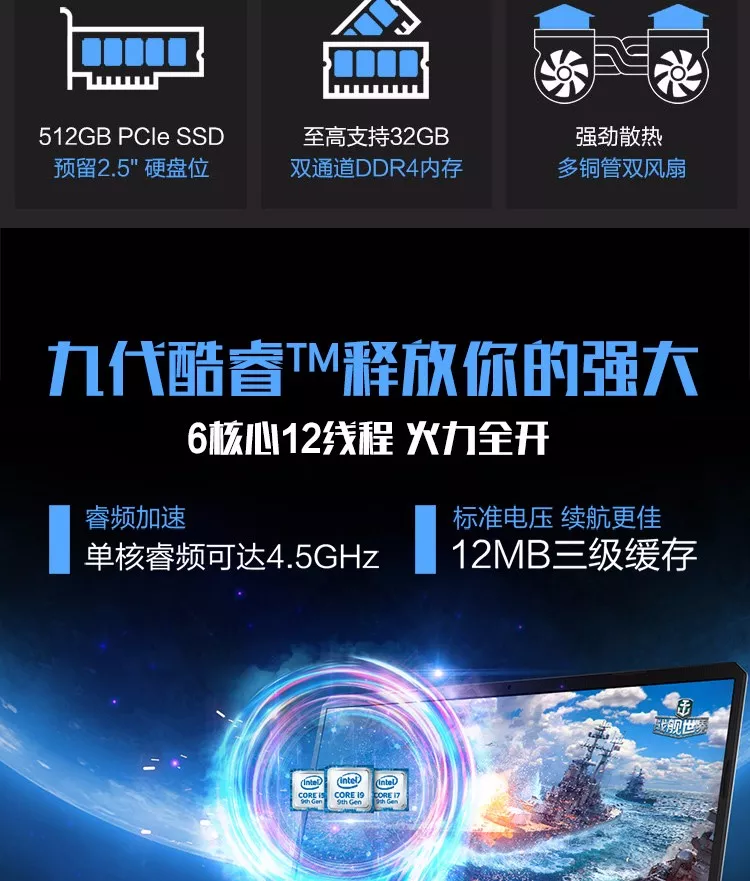 512GB PCIe SSD
预留2.5" 硬盘位
至高支持32GB
双通道DDR4内存
强劲散热
多铜管双风扇
九代酷睿™释放你的强大
6核心12线程 火力全开
睿频加速
单核睿频可达4.5GHz
标准电压 续航更佳
12MB三级缓存
战舰世界
intel
CORE i5
9th Gen
intel
CORE i9
9th Gen
intel
CORE i7
9th Gen